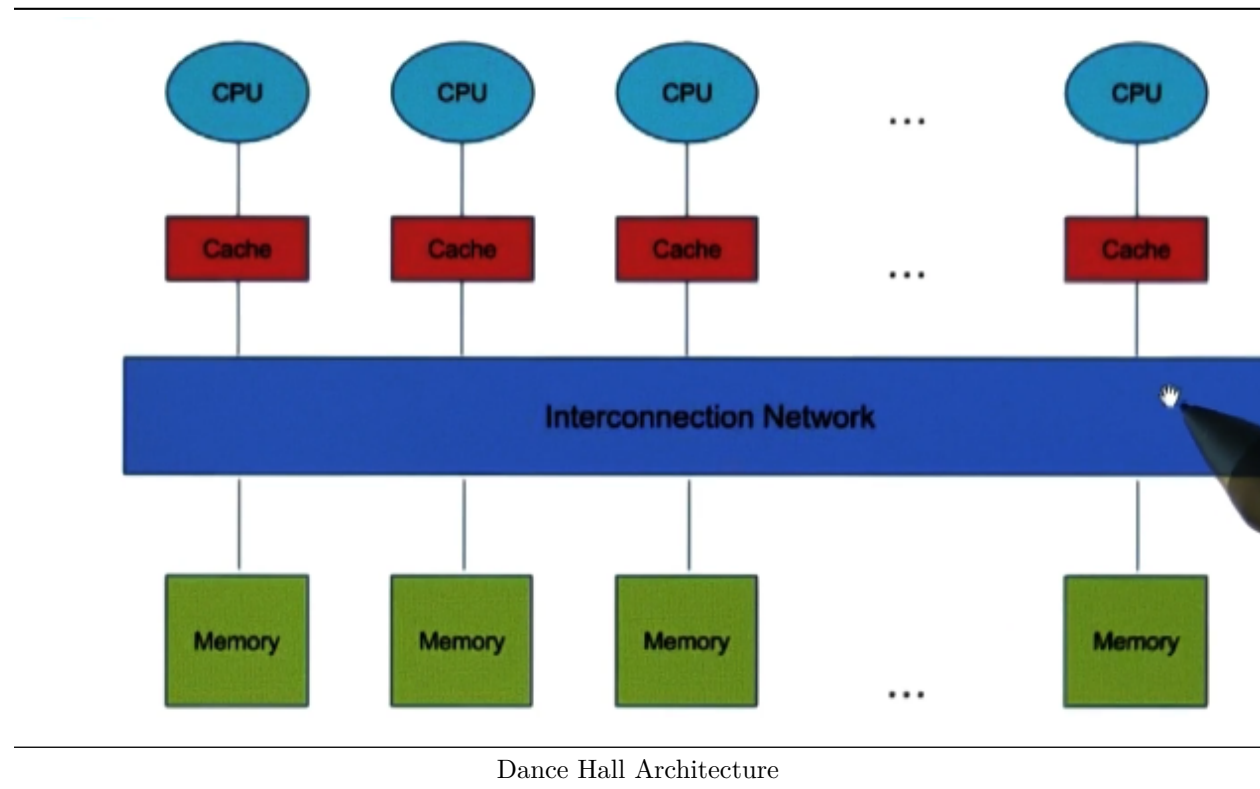 CPU CPU CPU ... CPU
Cache Cache Cache ... Cache
Interconnection Network
Memory Memory Memory ... Memory
Dance Hall Architecture